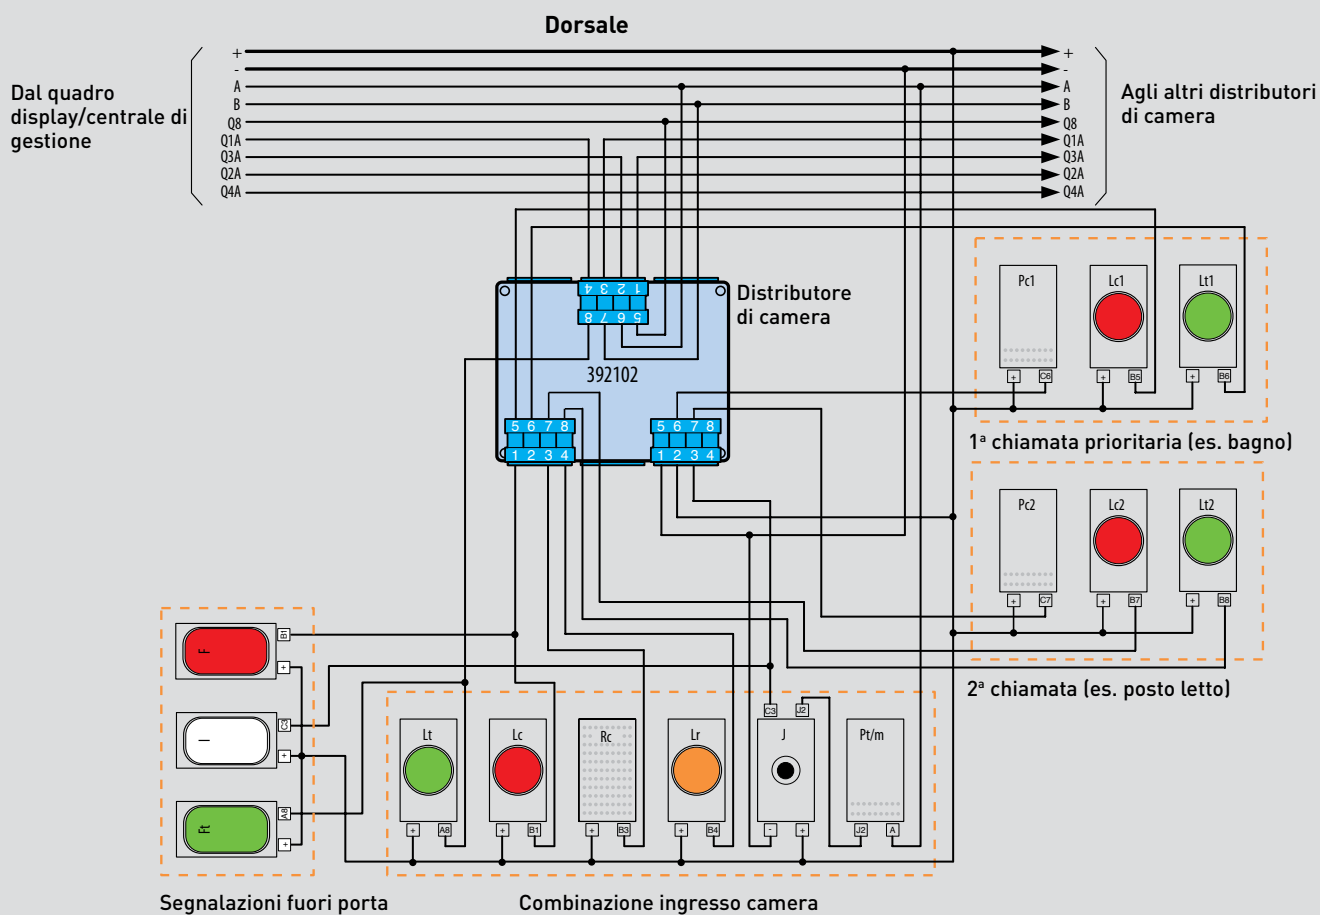 Dorsale
Dal quadro
display/centrale di
gestione
+
-
A
B
Q8
Q1A
Q3A
Q2A
Q4A
+
-
A
B
Q8
Q1A
Q3A
Q2A
Q4A
Agli altri distributori
di camera
4 3 2 1
8 7 6 5
Distributore
di camera
392102
5 6 7 8
1 2 3 4
5 6 7 8
1 2 3 4
Pc1
Lc1
Lt1
+ C6
+ B5
+ B6
1ª chiamata prioritaria (es. bagno)
Pc2
Lc2
Lt2
+ C7
+ B7
+ B8
2ª chiamata (es. posto letto)
F
B1
+
I
C3
+
Ft
A8
+
Segnalazioni fuori porta
C3 J2
Lt
Lc
Rc
Lr
J
Pt/m
+ A8
+ B1
+ B3
+ B4
- +
J2 A
Combinazione ingresso camera